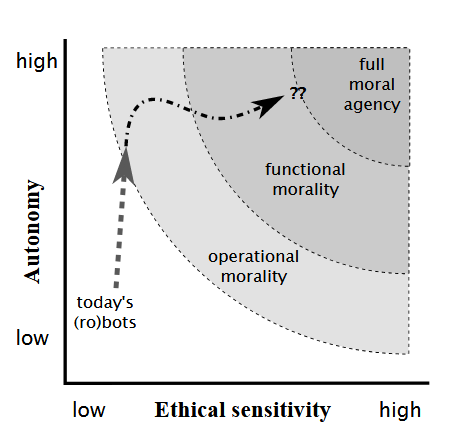 high
full
moral
agency
??
functional
morality
Autonomy
operational
morality
today's
(ro)bots
low
low
Ethical sensitivity
high